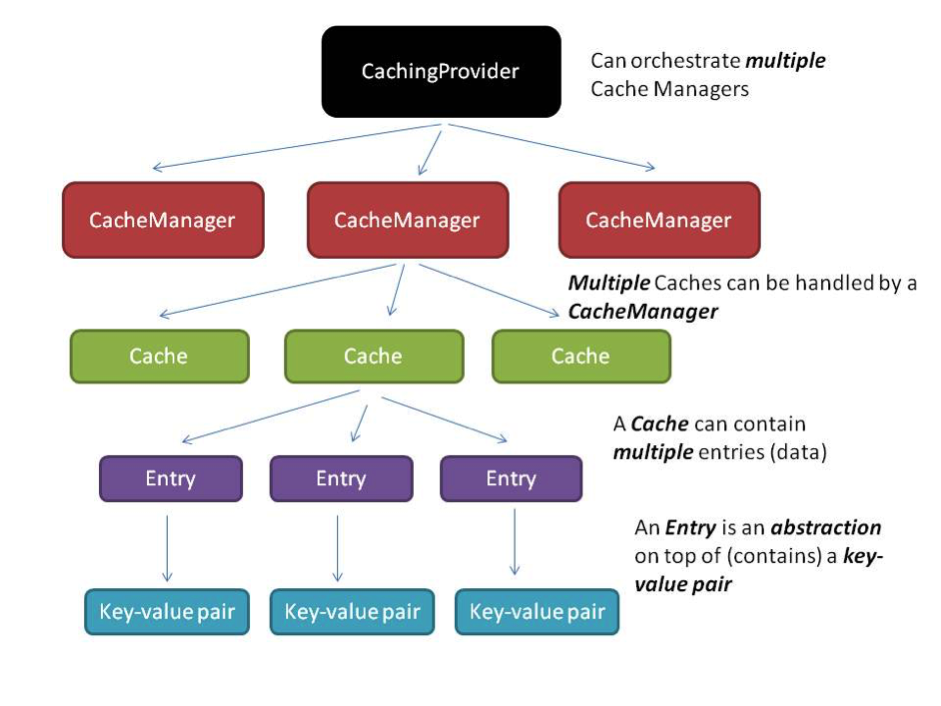 CachingProvider
Can orchestrate multiple
Cache Managers
CacheManager
CacheManager
CacheManager
Multiple Caches can be handled by a
CacheManager
Cache
Cache
Cache
A Cache can contain
multiple entries (data)
Entry
Entry
Entry
An Entry is an abstraction
on top of (contains) a key-
value pair
Key-value pair
Key-value pair
Key-value pair